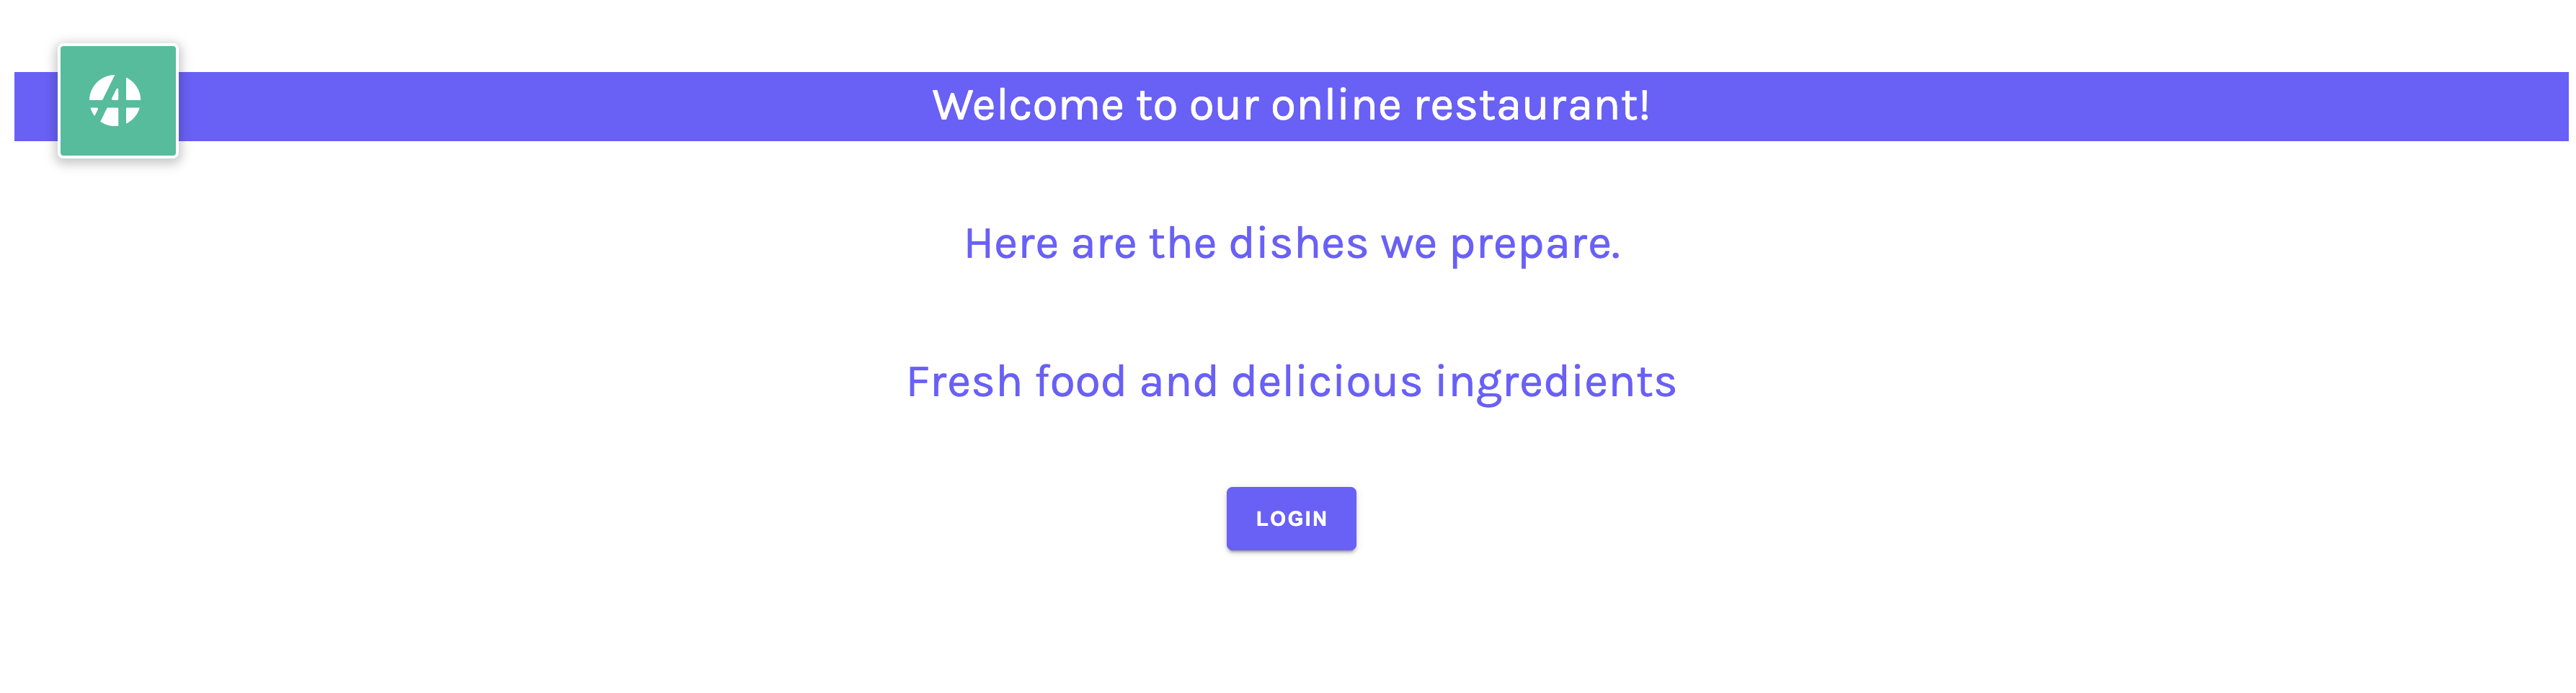 Welcome to our online restaurant!
Here are the dishes we prepare.
Fresh food and delicious ingredients
LOGIN